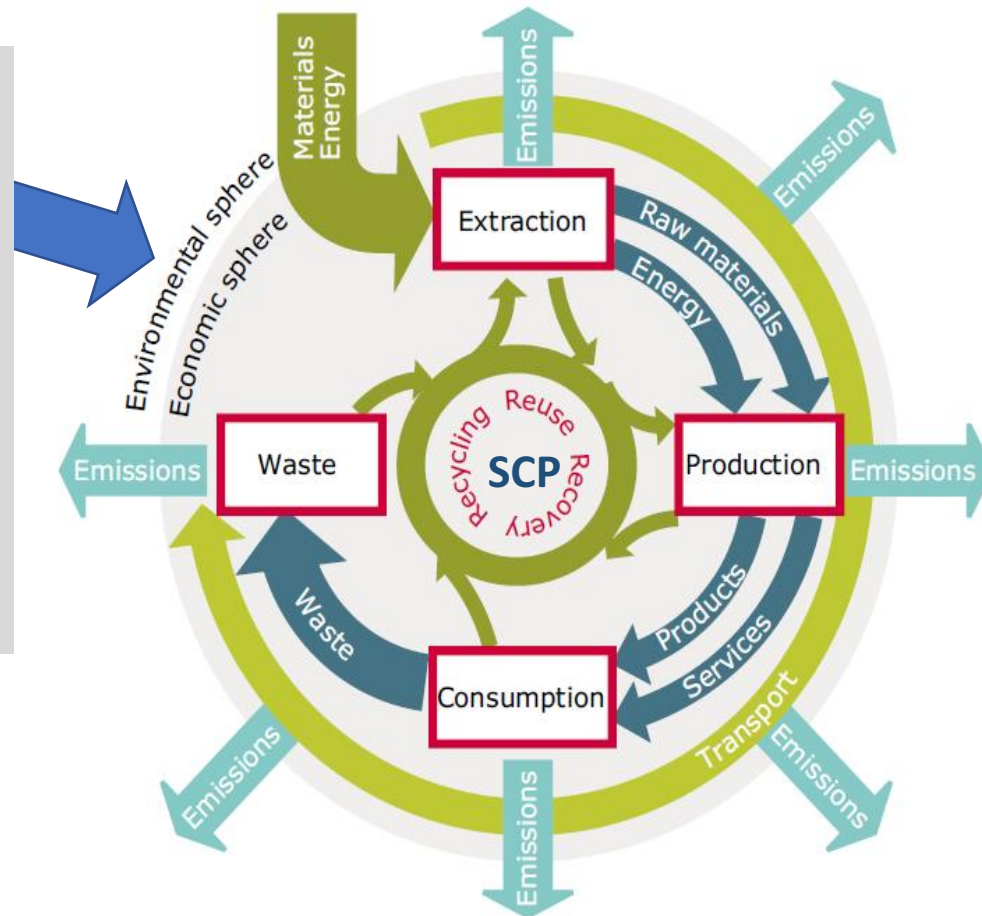 Materials
Energy
Emissions
Emissions
Environmental sphere
Economic sphere
Extraction
Raw materials
Energy
Recycling Reuse Recovery
SCP
Waste
Production
Emissions
Emissions
Products
Services
Waste
Consumption
Transport
Emissions
Emissions
Emissions